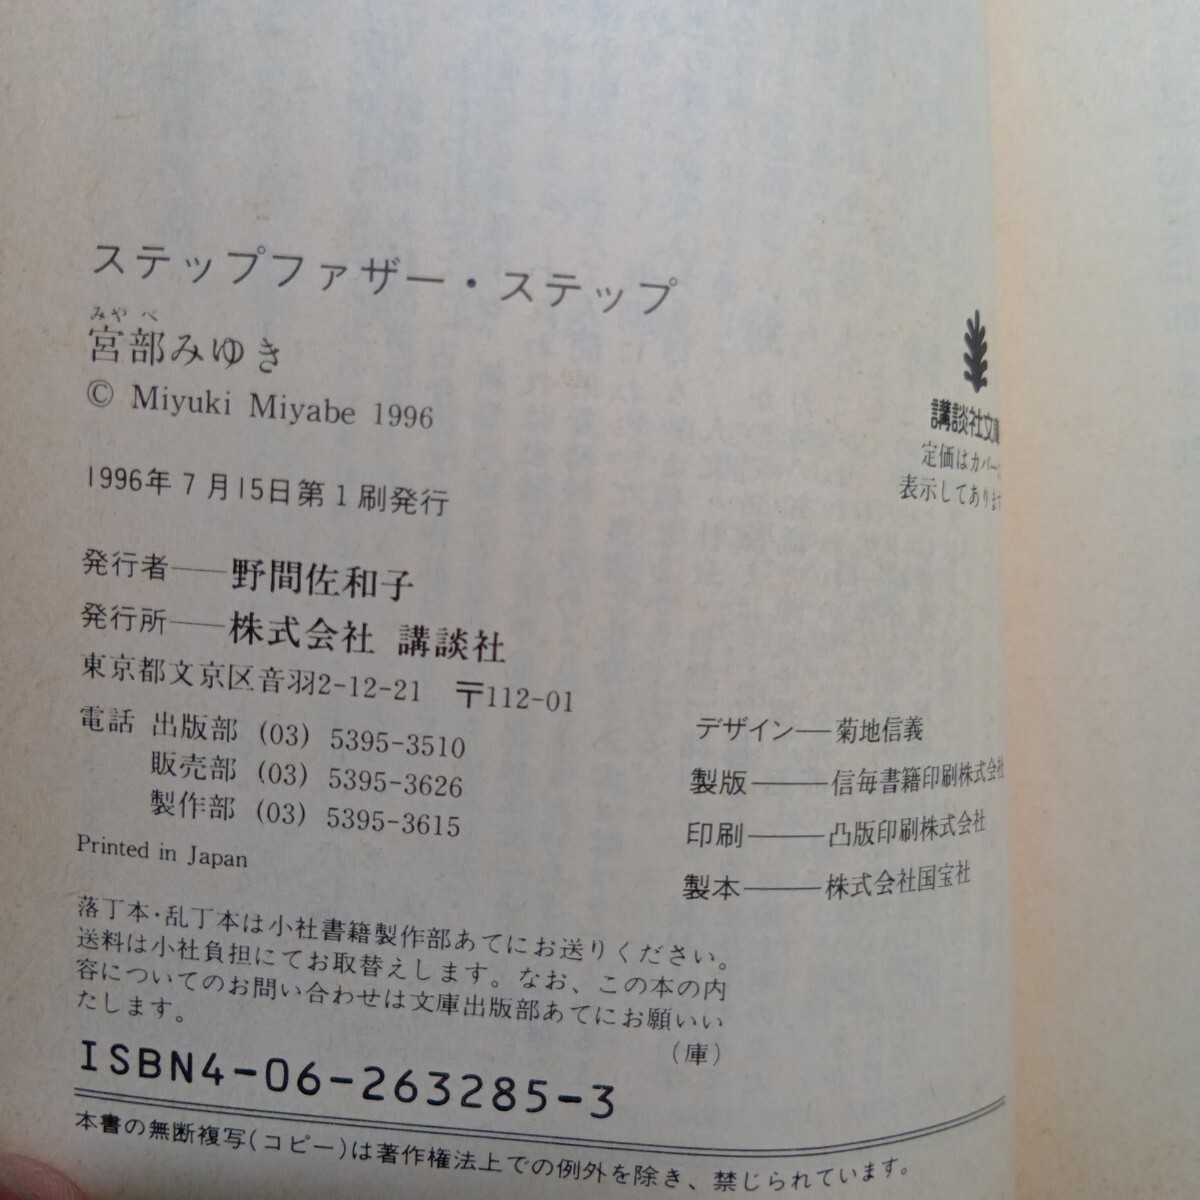 ステップファザー・ステップ
みやべ
宮部みゆき
© Miyuki Miyabe 1996
1996年7月15日第1刷発行
発行者——野間佐和子
発行所——株式会社 講談社
東京都文京区音羽2-12-21 〒112-01
電話 出版部 (03) 5395-3510
販売部 (03) 5395-3626
製作部 (03) 5395-3615
Printed in Japan
講談社文庫
定価はカバーに
表示してあります
デザイン—菊地信義
製版——信毎書籍印刷株式会社
印刷——凸版印刷株式会社
製本——株式会社国宝社
落丁本・乱丁本は小社書籍製作部あてにお送りください。
送料は小社負担にてお取替えします。なお、この本の内
容についてのお問い合わせは文庫出版部あてにお願いい
たします。
(庫)
ISBN4-06-263285-3
本書の無断複写(コピー)は著作権法上での例外を除き、禁じられています。